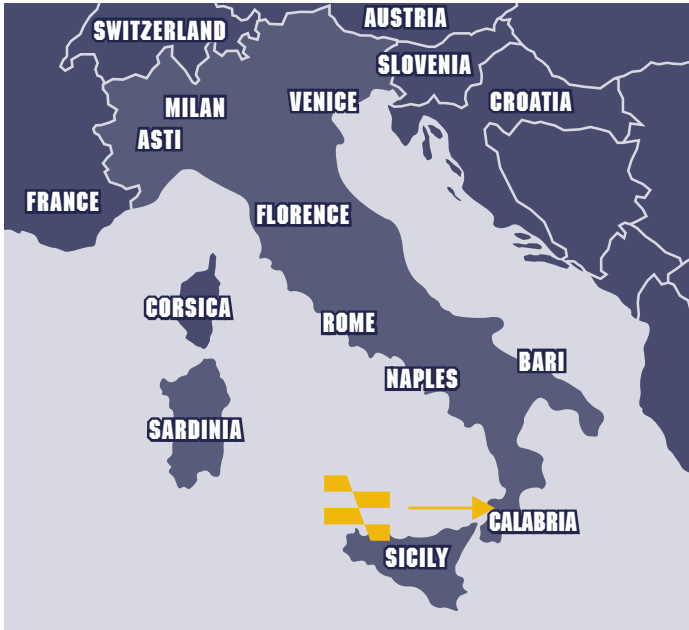 AUSTRIA
SWITZERLAND
SLOVENIA
MILAN
VENICE
CROATIA
ASTI
FRANCE
FLORENCE
CORSICA
ROME
BARI
NAPLES
SARDINIA
CALABRIA
SICILY